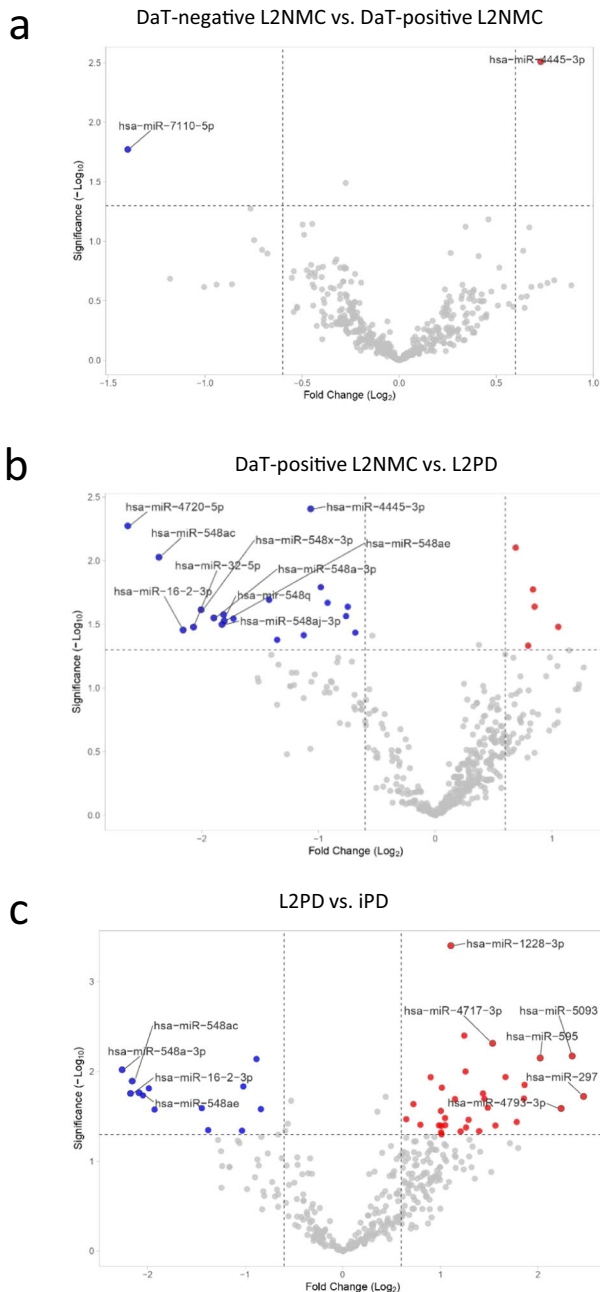 a
DaT-negative L2NMC vs. DaT-positive L2NMC
2.5
hsa-miR-4445-3p
2.0
hsa-miR-7110-5p
1.5
1.0
0.5
0.0
Significance (−Log10)
−1.5 −1.0 −0.5 0.0 0.5 1.0
Fold Change (Log2)
b
DaT-positive L2NMC vs. L2PD
2.5
hsa-miR-4720-5p
hsa-miR-4445-3p
hsa-miR-548ac
hsa-miR-548x-3p
hsa-miR-548ae
2.0
hsa-miR-32-5p
hsa-miR-548a-3p
hsa-miR-16-2-3p
hsa-mir-548q
hsa-miR-548aj-3p
1.5
1.0
0.5
0.0
Significance (−Log10)
−2 −1 0 1
Fold Change (Log2)
c
L2PD vs. iPD
hsa-miR-1228-3p
3
hsa-miR-4717-3p
hsa-miR-5093
hsa-miR-548ac
hsa-miR-548a-3p
hsa-miR-595
2
hsa-miR-16-2-3p
hsa-miR-297
hsa-miR-548ae
hsa-miR-4793-3p
1
0
Significance (−Log10)
−2 −1 0 1 2
Fold Change (Log2)